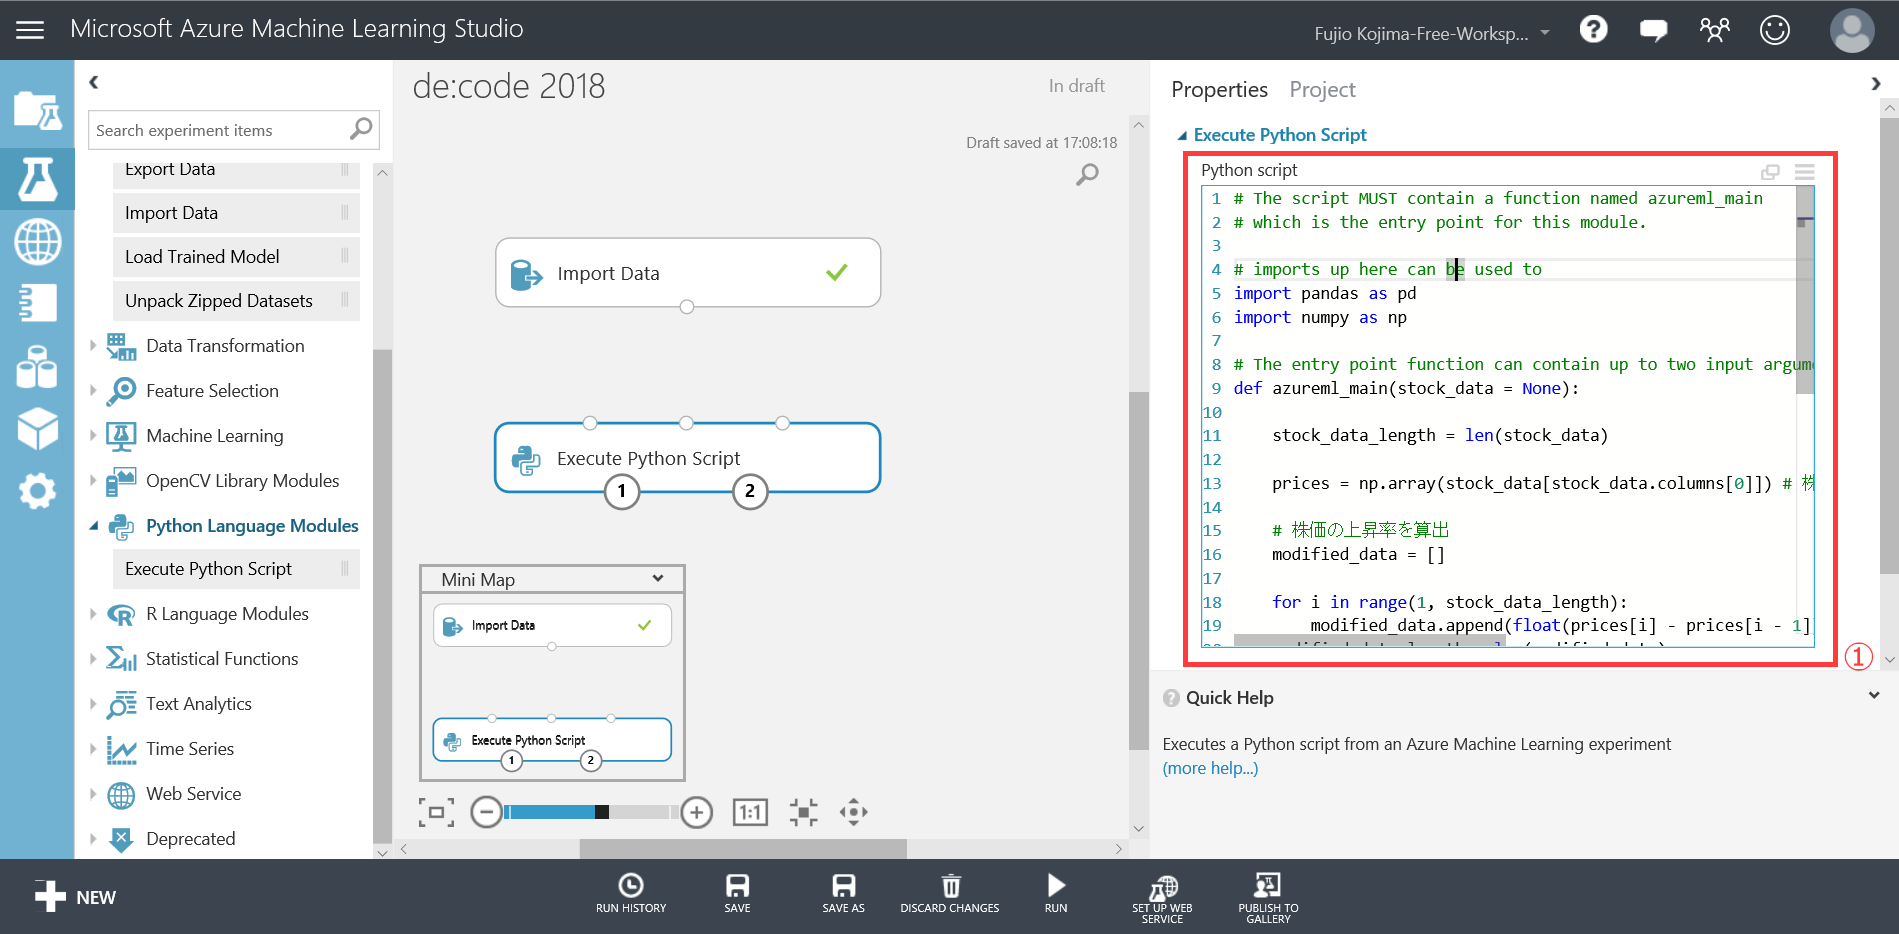 Microsoft Azure Machine Learning Studio
Fujio Kojima-Free-Worksp...
Search experiment items
Export Data
Import Data
Load Trained Model
Unpack Zipped Datasets
Data Transformation
Feature Selection
Machine Learning
OpenCV Library Modules
Python Language Modules
Execute Python Script
R Language Modules
Statistical Functions
Text Analytics
Time Series
Web Service
Deprecated
de:code 2018
In draft
Draft saved at 17:08:18
Import Data
Execute Python Script
1
2
Mini Map
Import Data
Execute Python Script
1
2
1:1
Properties
Project
Execute Python Script
Python script
1 # The script MUST contain a function named azureml_main
2 # which is the entry point for this module.
3
4 # imports up here can be used to
5 import pandas as pd
6 import numpy as np
7
8 # The entry point function can contain up to two input argum
9 def azureml_main(stock_data = None):
10
11 stock_data_length = len(stock_data)
12
13 prices = np.array(stock_data[stock_data.columns[0]]) # 株
14
15 # 株価の上昇率を算出
16 modified_data = []
17
18 for i in range(1, stock_data_length):
19 modified_data.append(float(prices[i] - prices[i - 1]
①
Quick Help
Executes a Python script from an Azure Machine Learning experiment
(more help...)
NEW
RUN HISTORY
SAVE
SAVE AS
DISCARD CHANGES
RUN
SET UP WEB
SERVICE
PUBLISH TO
GALLERY